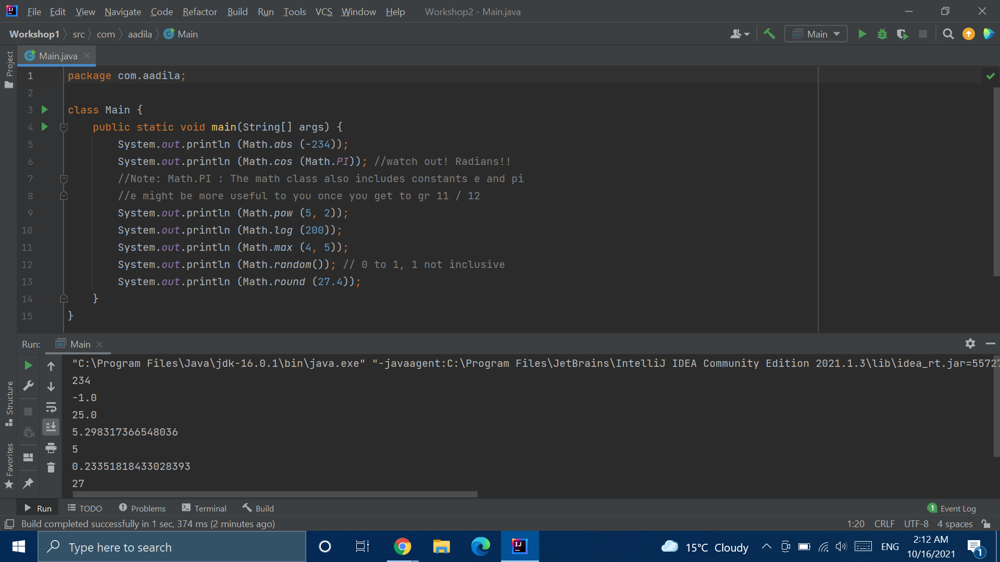 File Edit View Navigate Code Refactor Build Run Tools VCS Window Help Workshop2 - Main.java
Workshop1 src com aadila Main Main
Project
Main.java
1 package com.aadila;
2
3 class Main {
4 public static void main(String[] args) {
5 System.out.println (Math.abs (-234));
6 System.out.println (Math.cos (Math.PI)); //watch out! Radians!!
7 //Note: Math.PI : The math class also includes constants e and pi
8 //e might be more useful to you once you get to gr 11 / 12
9 System.out.println (Math.pow (5, 2));
10 System.out.println (Math.log (200));
11 System.out.println (Math.max (4, 5));
12 System.out.println (Math.random()); // 0 to 1, 1 not inclusive
13 System.out.println (Math.round (27.4));
14 }
15 }
Run: Main
"C:\Program Files\Java\jdk-16.0.1\bin\java.exe" "-javaagent:C:\Program Files\JetBrains\IntelliJ IDEA Community Edition 2021.1.3\lib\idea_rt.jar=55727
234
-1.0
25.0
5.298317366548036
5
0.23351818433028393
27
Structure
Favorites
Run TODO Problems Terminal Build 1 Event Log
Build completed successfully in 1 sec, 374 ms (2 minutes ago) 1:20 CRLF UTF-8 4 spaces
Type here to search 15°C Cloudy ENG 2:12 AM
10/16/2021 1